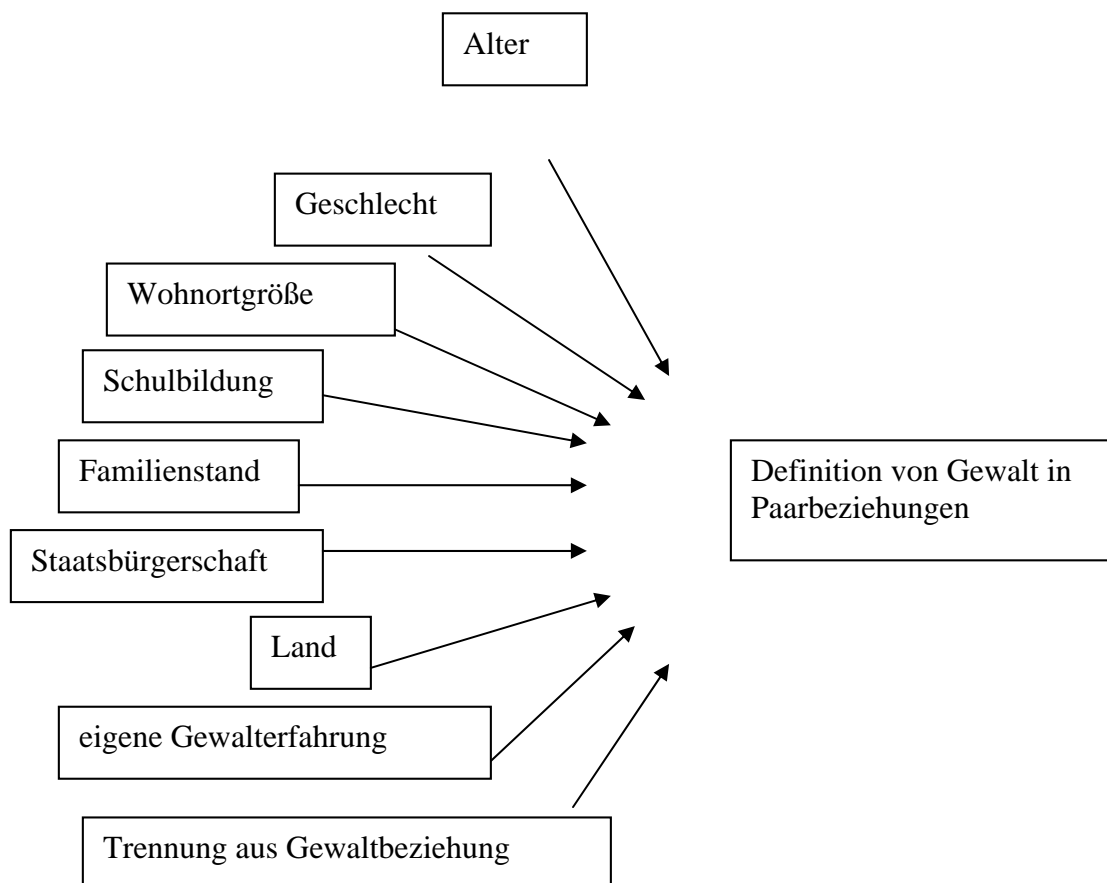 Alter
Geschlecht
Wohnortgröße
Schulbildung
Familienstand
Staatsbürgerschaft
Land
eigene Gewalterfahrung
Trennung aus Gewaltbeziehung
Definition von Gewalt in
Paarbeziehungen